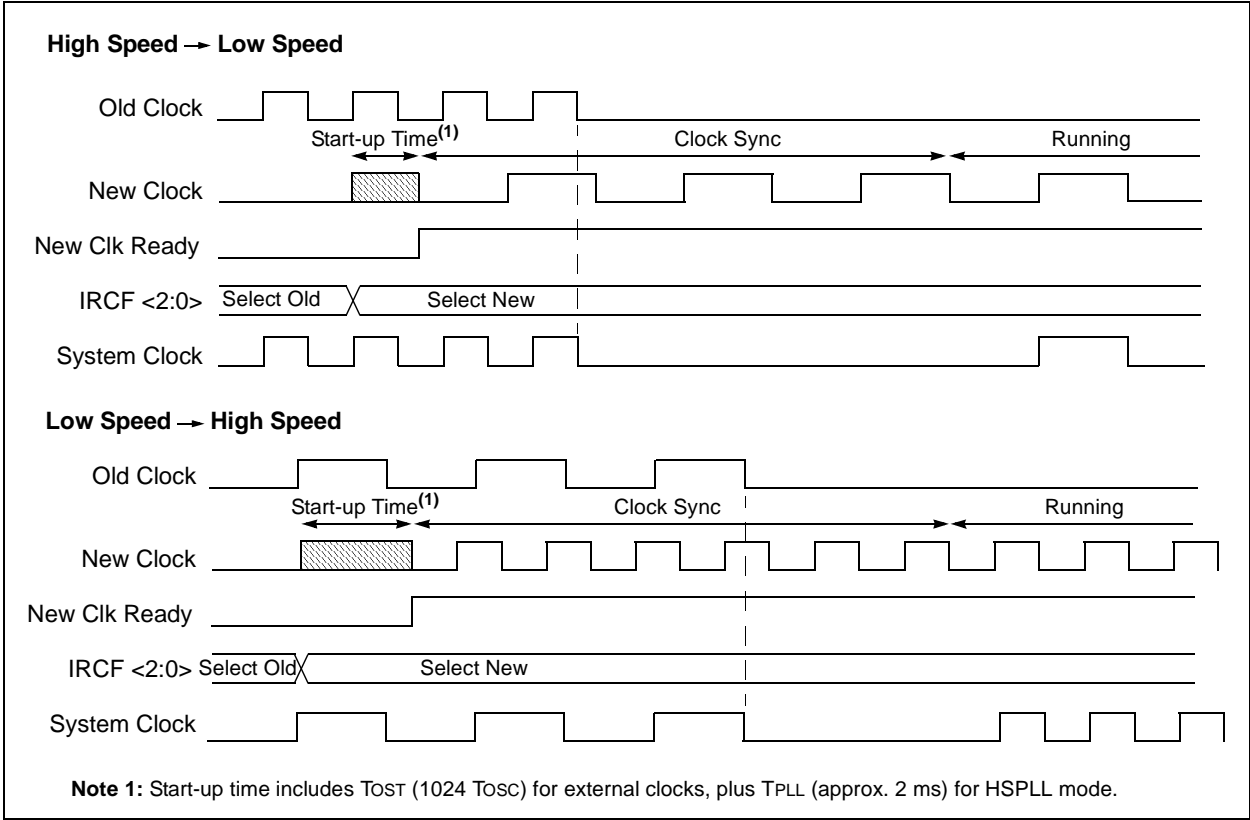 High Speed → Low Speed
Old Clock
Start-up Time(1) Clock Sync Running
New Clock
New Clk Ready
IRCF <2:0> Select Old Select New
System Clock
Low Speed → High Speed
Old Clock
Start-up Time(1) Clock Sync Running
New Clock
New Clk Ready
IRCF <2:0> Select Old Select New
System Clock
Note 1: Start-up time includes TOST (1024 TOSC) for external clocks, plus TPLL (approx. 2 ms) for HSPLL mode.